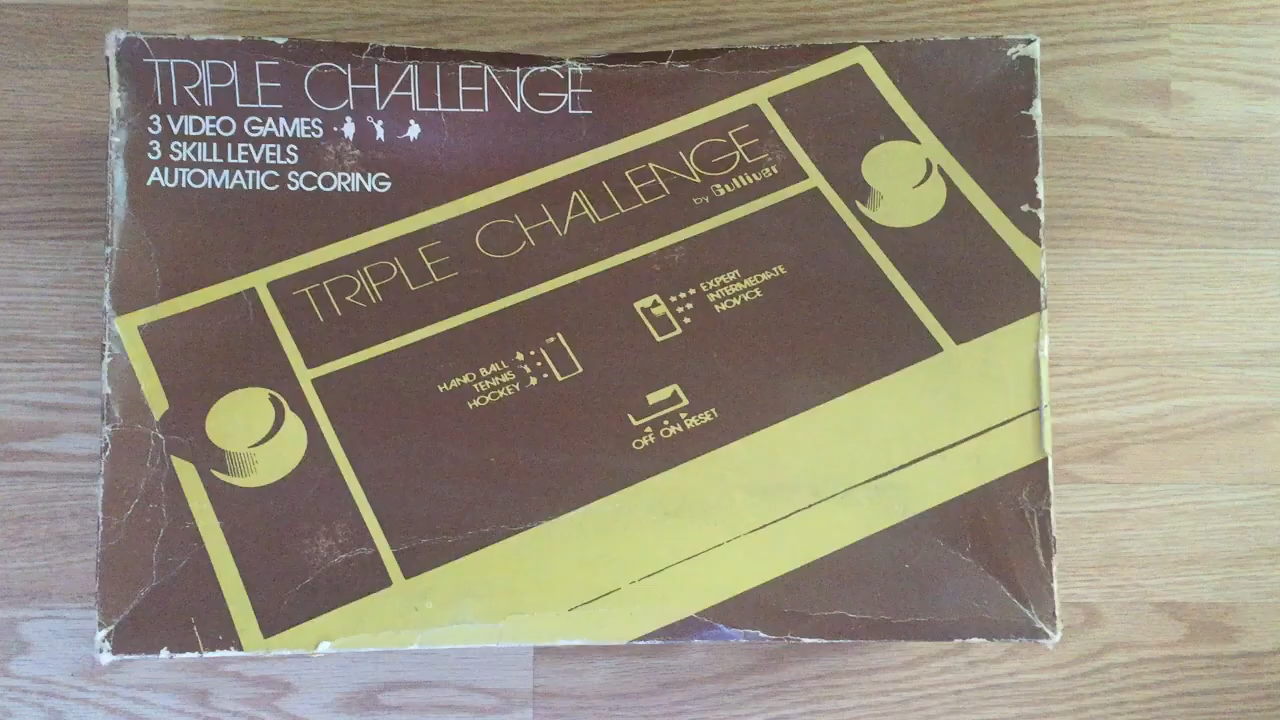 TRIPLE CHALLENGE
3 VIDEO GAMES
3 SKILL LEVELS
AUTOMATIC SCORING
TRIPLE CHALLENGE
by Gulliver
EXPERT
INTERMEDIATE
NOVICE
HAND BALL
TENNIS
HOCKEY
OFF ON RESET